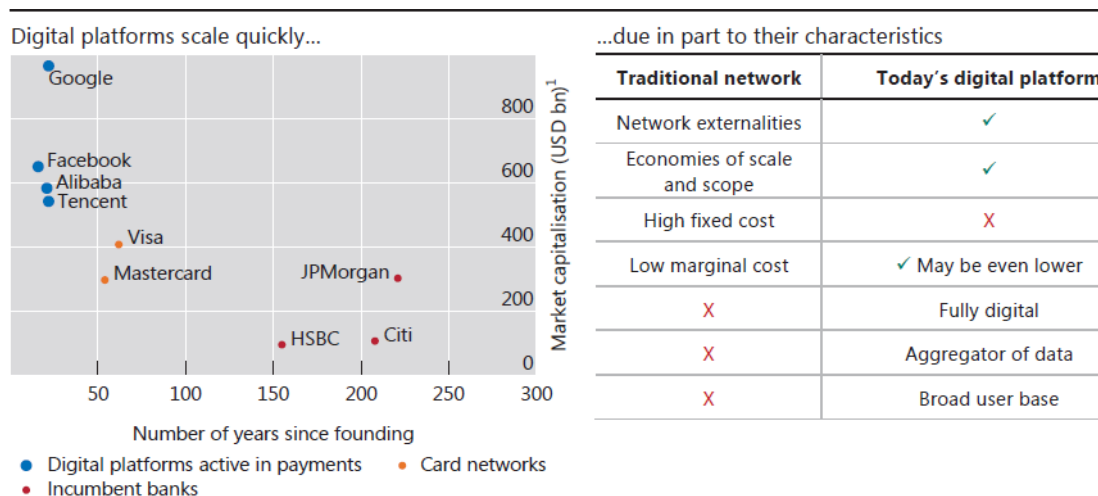 Digital platforms scale quickly...
Google
Facebook
Alibaba
Tencent
Visa
Mastercard
JPMorgan
HSBC
Citi
800
600
400
200
0
Market capitalisation (USD bn)¹
50 100 150 200 250 300
Number of years since founding
Digital platforms active in payments
Card networks
Incumbent banks
...due in part to their characteristics
Traditional network Today's digital platform
Network externalities ✓
Economies of scale
and scope ✓
High fixed cost X
Low marginal cost ✓ May be even lower
X Fully digital
X Aggregator of data
X Broad user base